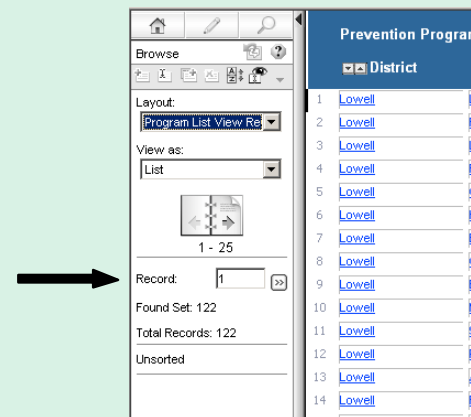 Browse
Layout:
Program List View Re
View as:
List
1 - 25
Record: 1
Found Set: 122
Total Records: 122
Unsorted
Prevention Progra
District
1 Lowell
2 Lowell
3 Lowell
4 Lowell
5 Lowell
6 Lowell
7 Lowell
8 Lowell
9 Lowell
10 Lowell
11 Lowell
12 Lowell
13 Lowell
14 Lowell